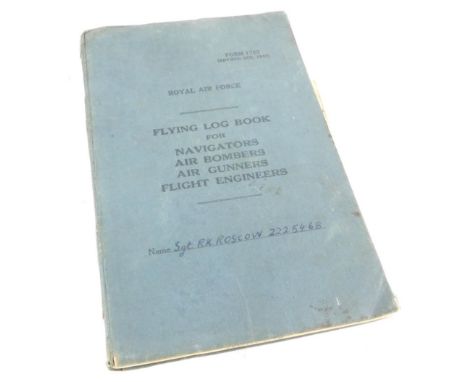 FORM 1767
ROYAL AIR FORCE
FLYING LOG BOOK
FOR
NAVIGATORS
AIR BOMBERS
AIR GUNNERS
FLIGHT ENGINEERS
Name Sgt R.K. ROSCOW 2225468